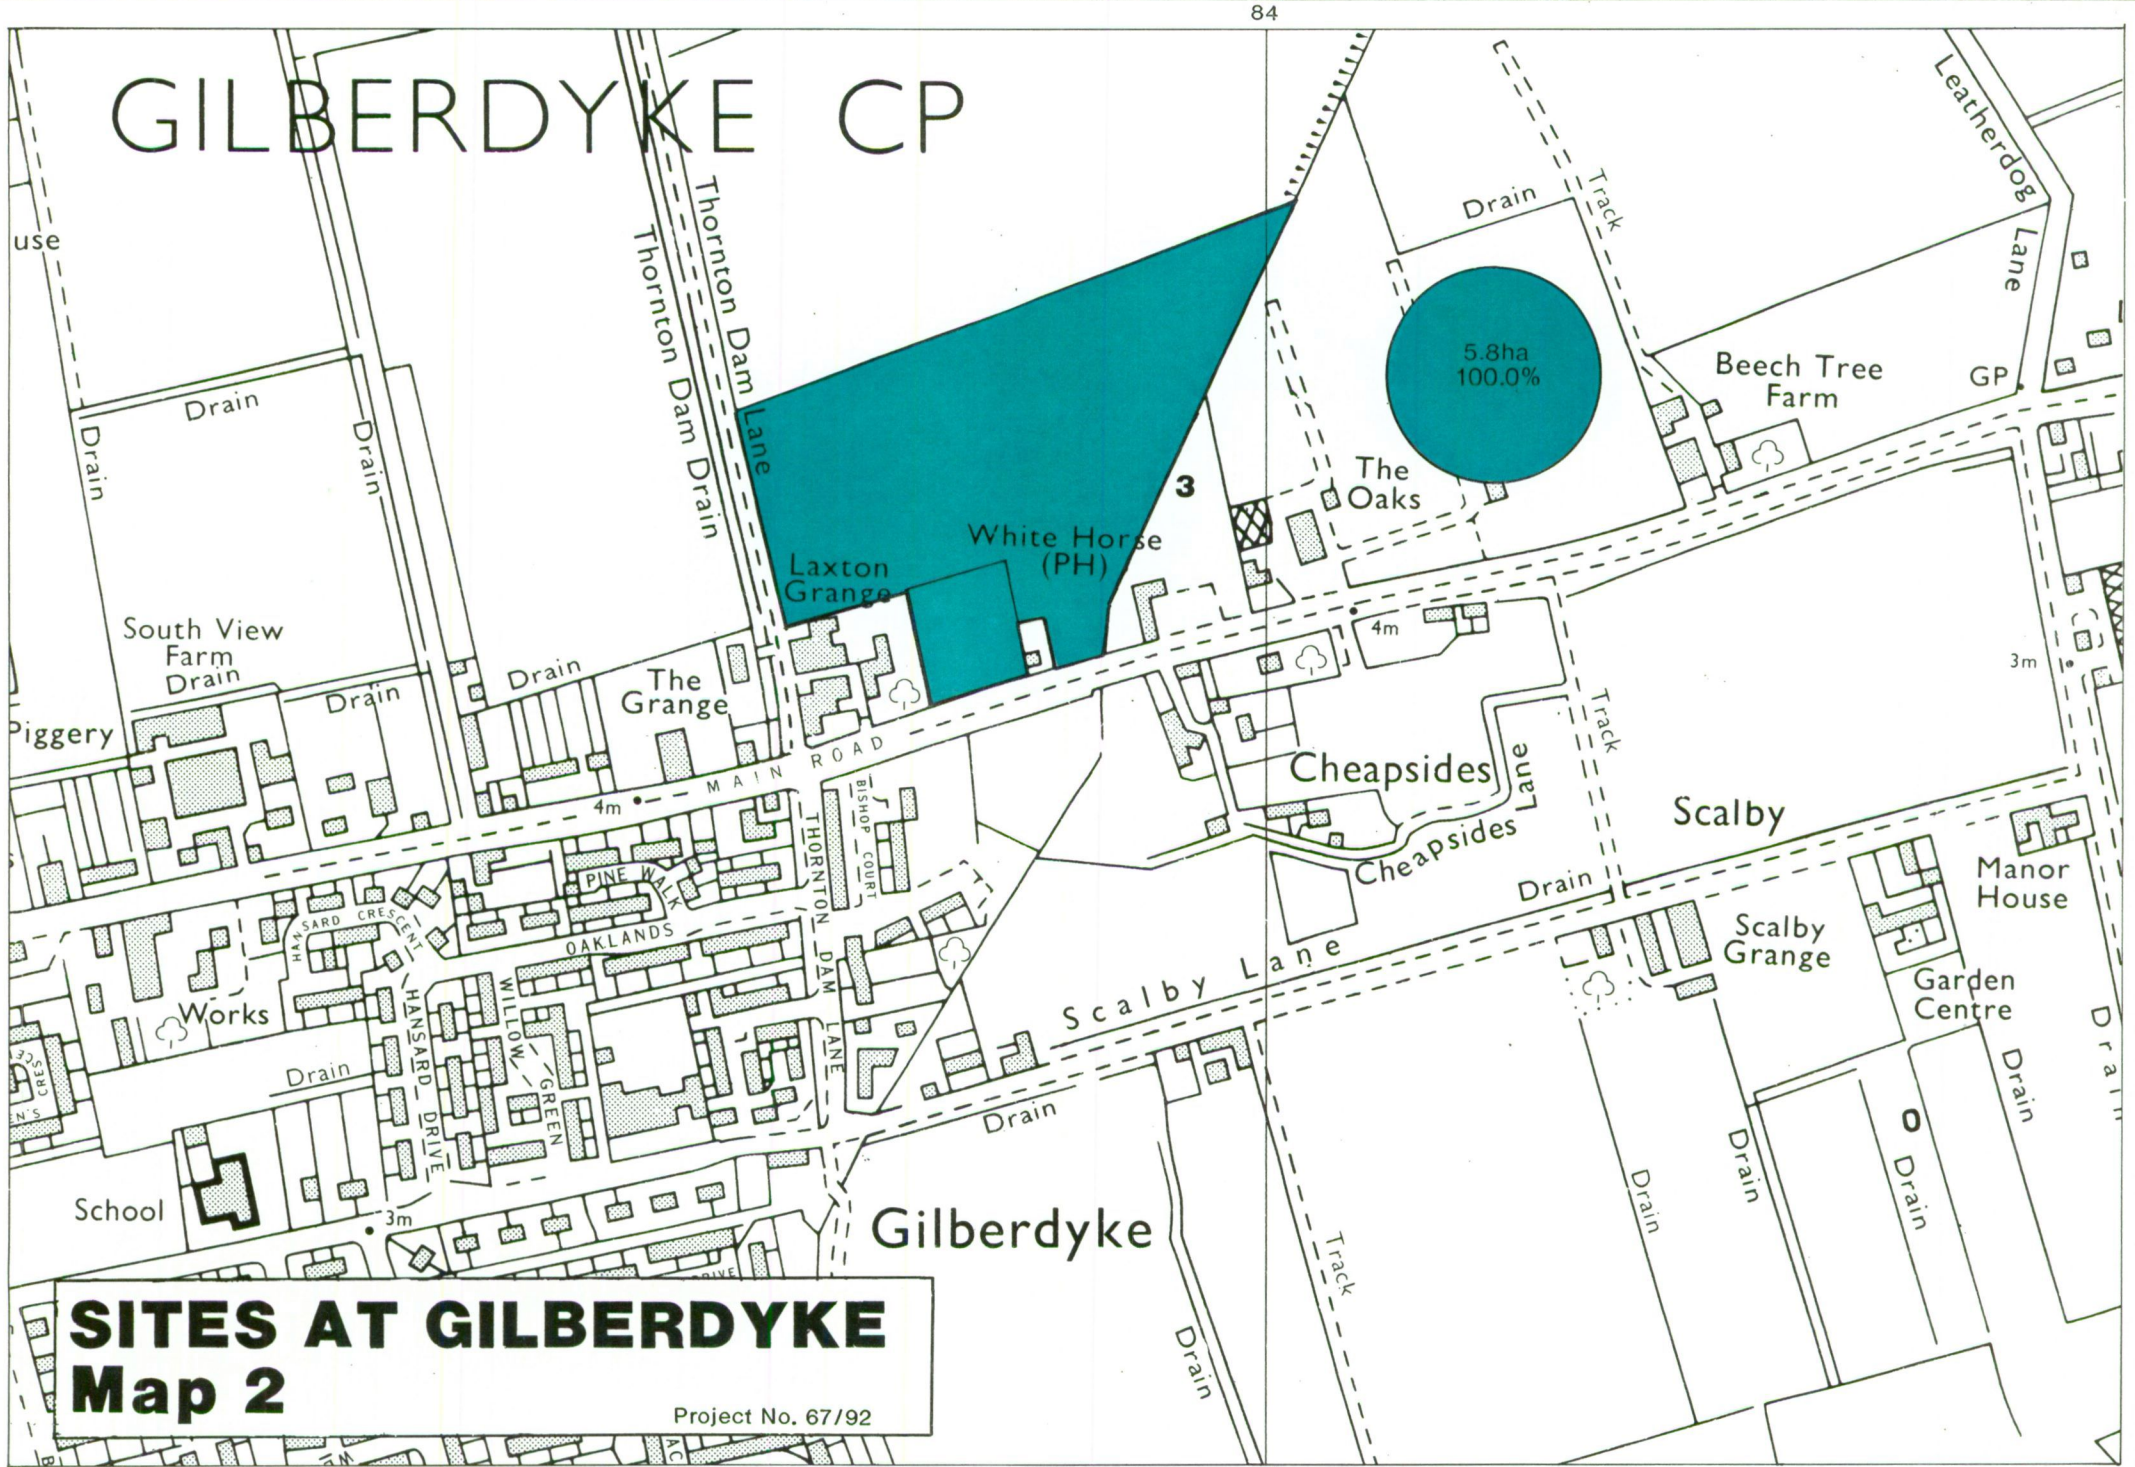 84
GILBERDYKE CP
Leatherdog Lane
Thornton Dam Lane
Thornton Dam Drain
Drain
Track
use
5.8ha
100.0%
Beech Tree
Farm
GP
Drain
Drain
Drain
The
Oaks
3
White Horse
(PH)
Laxton
Grange
South View
Farm
Drain
Drain
Drain
The
Grange
4m
3m
Piggery
MAIN ROAD
4m
Track
Cheapsides
Cheapsides Lane
Scalby
BISHOP COURT
THORNTON DAM LANE
PINE WALK
HANSARD CRESCENT
OAKLANDS
Drain
Manor
House
Scalby
Grange
Scalby Lane
Garden
Centre
Works
WILLOW GREEN
HANSARD DRIVE
Drain
Drain
Drain
Drain
Drain
Drain
Drain
School
3m
Gilberdyke
Track
Drain
DRIVE
SITES AT GILBERDYKE
Map 2
Project No. 67/92